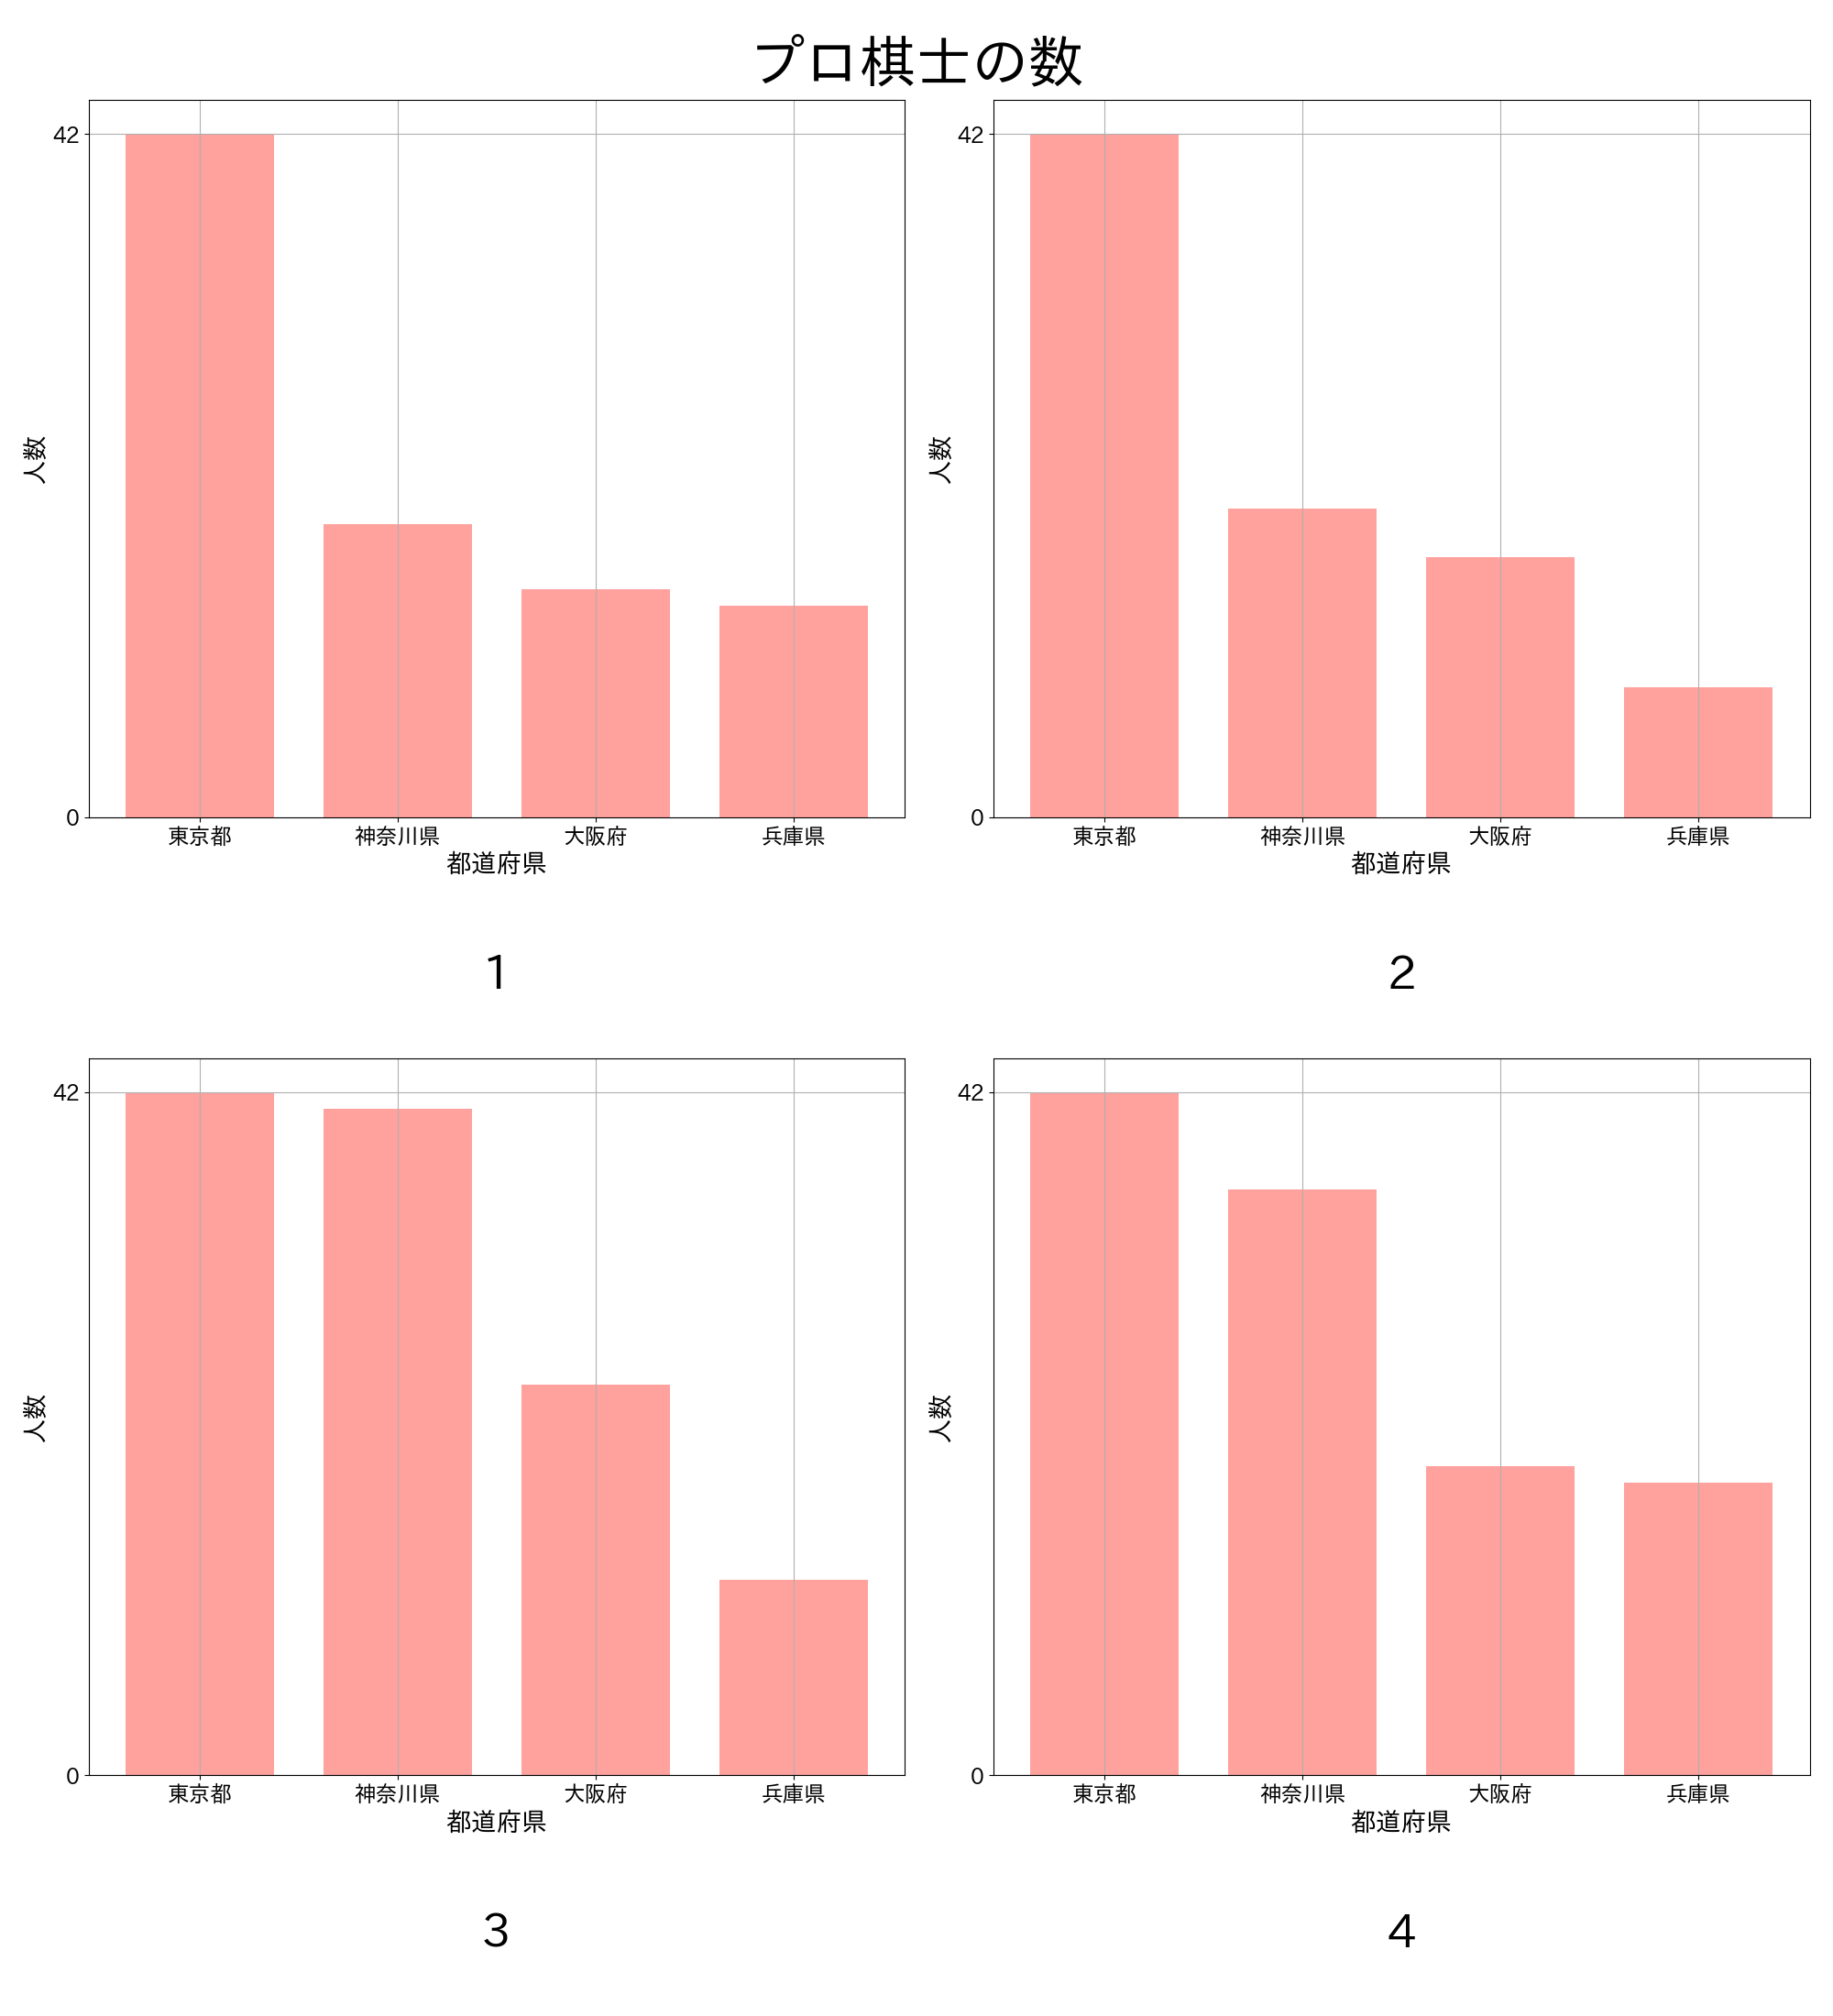 プロ棋士の数
42
人数
0
東京都 神奈川県 大阪府 兵庫県
都道府県
1
42
人数
0
東京都 神奈川県 大阪府 兵庫県
都道府県
2
42
人数
0
東京都 神奈川県 大阪府 兵庫県
都道府県
3
42
人数
0
東京都 神奈川県 大阪府 兵庫県
都道府県
4